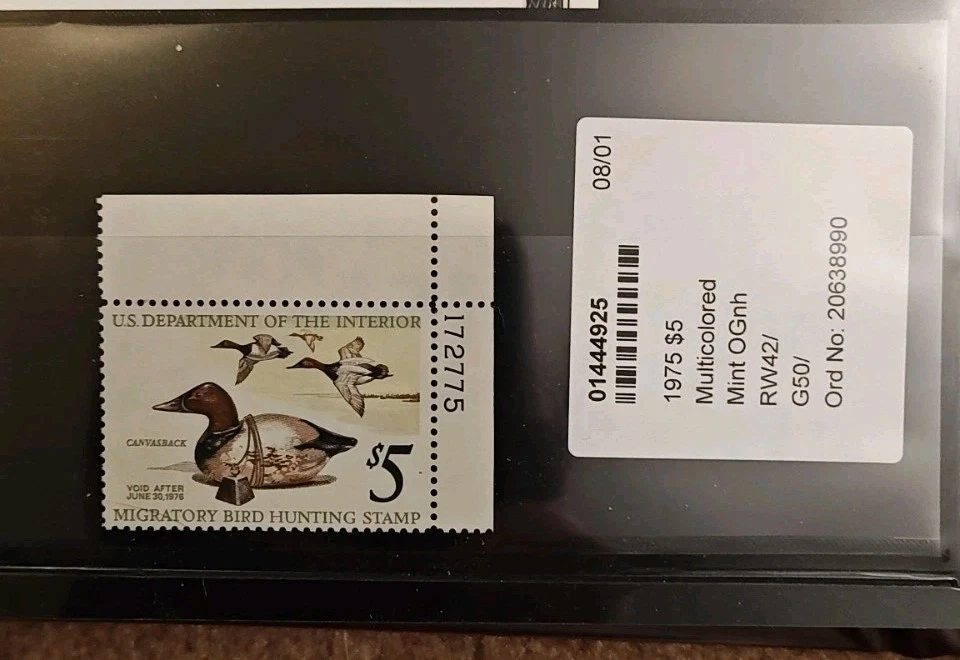 U.S. DEPARTMENT OF THE INTERIOR
CANVASBACK
$5
VOID AFTER
JUNE 30, 1976
MIGRATORY BIRD HUNTING STAMP
172775
08/01
01444925
1975 $5
Multicolored
Mint OGnh
RW42/
G50/
Ord No: 20638990